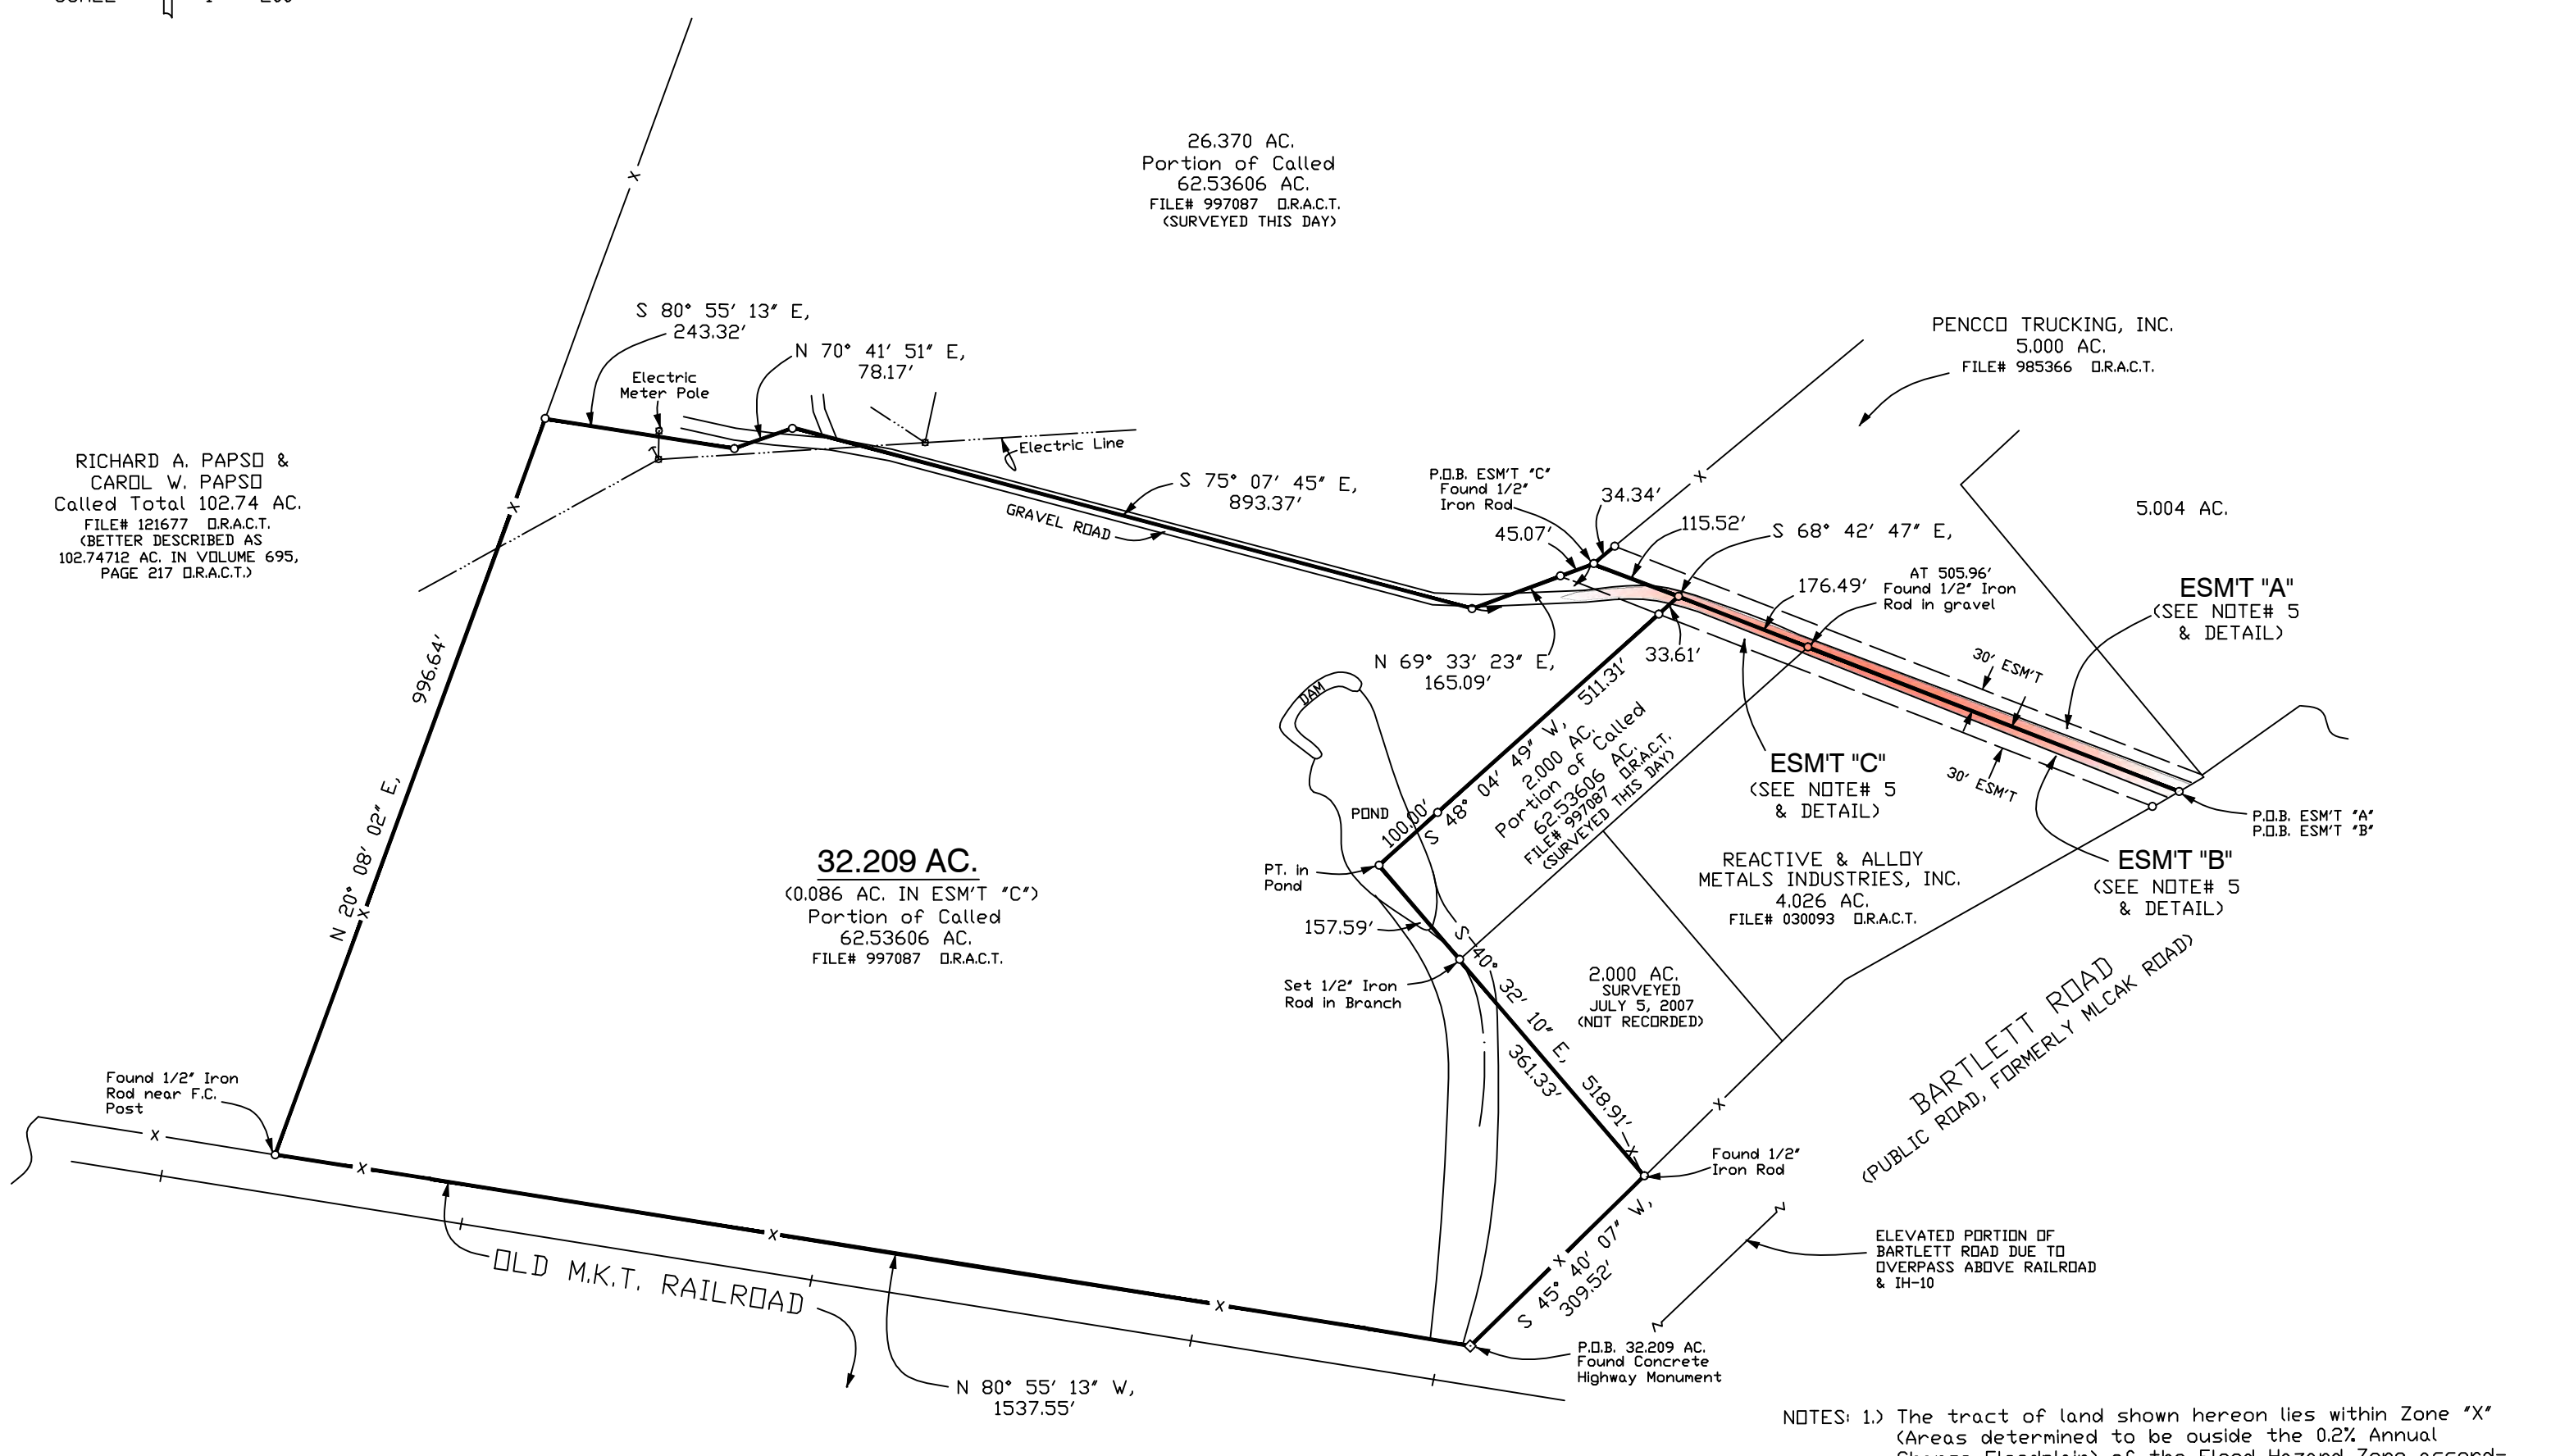 26.370 AC.
Portion of Called
62.53606 AC.
FILE# 997087 O.R.A.C.T.
(SURVEYED THIS DAY)
S 80° 55′ 13″ E,
243.32′
N 70° 41′ 51″ E,
78.17′
Electric
Meter Pole
Electric Line
PENCCO TRUCKING, INC.
5.000 AC.
FILE# 985366 O.R.A.C.T.
RICHARD A. PAPSO &
CAROL W. PAPSO
Called Total 102.74 AC.
FILE# 121677 O.R.A.C.T.
(BETTER DESCRIBED AS
102.74712 AC. IN VOLUME 695,
PAGE 217 O.R.A.C.T.)
S 75° 07′ 45″ E,
893.37′
GRAVEL ROAD
P.O.B. ESM'T "C"
Found 1/2″
Iron Rod
34.34′
45.07′
115.52′
S 68° 42′ 47″ E,
5.004 AC.
176.49′
AT 505.96′
Found 1/2″ Iron
Rod in gravel
ESM'T "A"
(SEE NOTE# 5
& DETAIL)
N 69° 33′ 23″ E,
165.09′
33.61′
30′ ESM'T
30′ ESM'T
996.64′
N 20° 08′ 02″ E,
DAM
POND
100.00′
S 48° 04′ 49″ W, 511.31′
2.000 AC.
Portion of Called
62.53606 AC.
FILE# 997087 O.R.A.C.T.
(SURVEYED THIS DAY)
ESM'T "C"
(SEE NOTE# 5
& DETAIL)
P.O.B. ESM'T "A"
P.O.B. ESM'T "B"
ESM'T "B"
(SEE NOTE# 5
& DETAIL)
32.209 AC.
(0.086 AC. IN ESM'T "C")
Portion of Called
62.53606 AC.
FILE# 997087 O.R.A.C.T.
PT. in
Pond
157.59′
Set 1/2″ Iron
Rod in Branch
REACTIVE & ALLOY
METALS INDUSTRIES, INC.
4.026 AC.
FILE# 030093 O.R.A.C.T.
2.000 AC.
SURVEYED
JULY 5, 2007
(NOT RECORDED)
S 40° 32′ 10″ E, 518.91′
361.33′
BARTLETT ROAD
(PUBLIC ROAD, FORMERLY MLCAK ROAD)
Found 1/2″ Iron
Rod near F.C.
Post
Found 1/2″
Iron Rod
S 45° 40′ 07″ W,
309.52′
ELEVATED PORTION OF
BARTLETT ROAD DUE TO
OVERPASS ABOVE RAILROAD
& IH-10
OLD M.K.T. RAILROAD
P.O.B. 32.209 AC.
Found Concrete
Highway Monument
N 80° 55′ 13″ W,
1537.55′
NOTES: 1.) The tract of land shown hereon lies within Zone "X"
(Areas determined to be ouside the 0.2% Annual